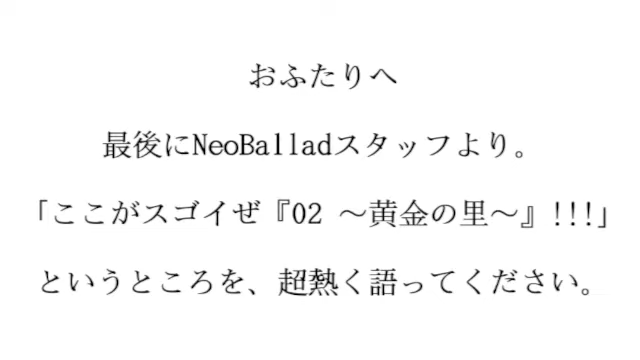 おふたりへ
最後にNeoBalladスタッフより。
「ここがスゴイぜ『02 ～黄金の里～』!!!」
というところを、超熱く語ってください。